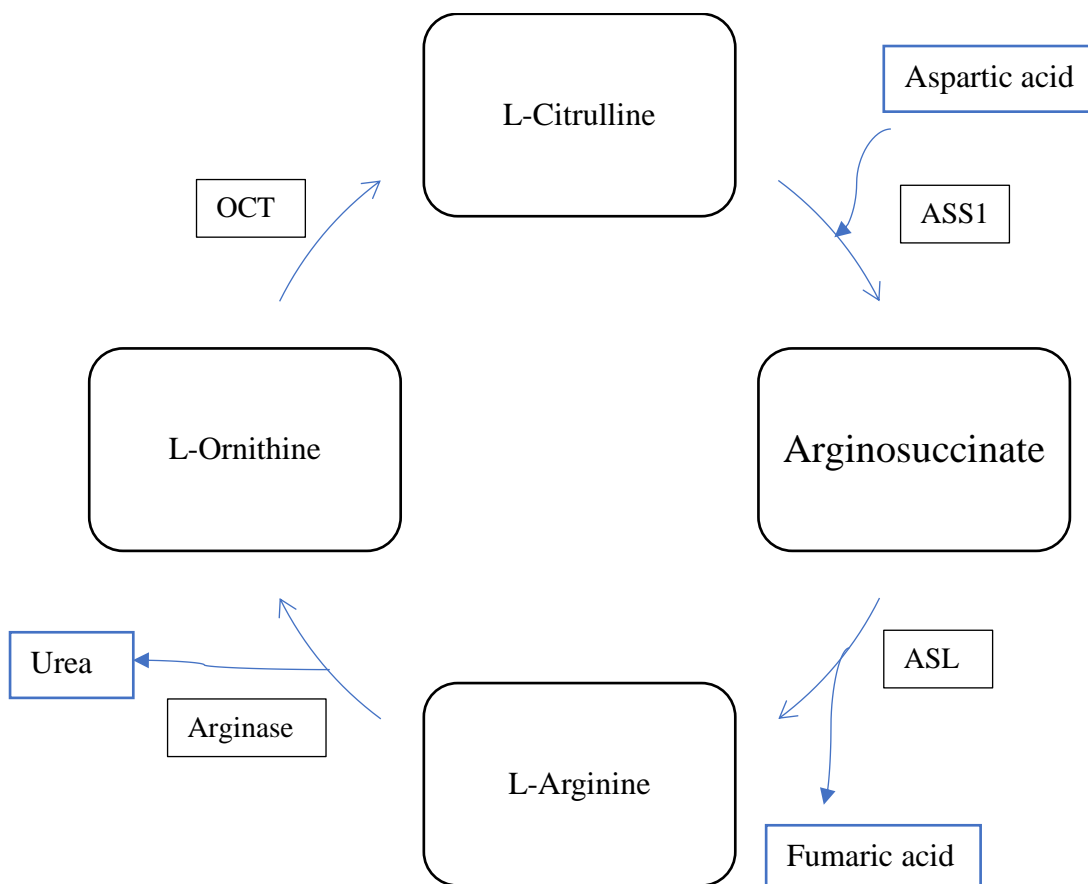 Aspartic acid
L-Citrulline
OCT
ASS1
L-Ornithine
Arginosuccinate
Urea
ASL
Arginase
L-Arginine
Fumaric acid